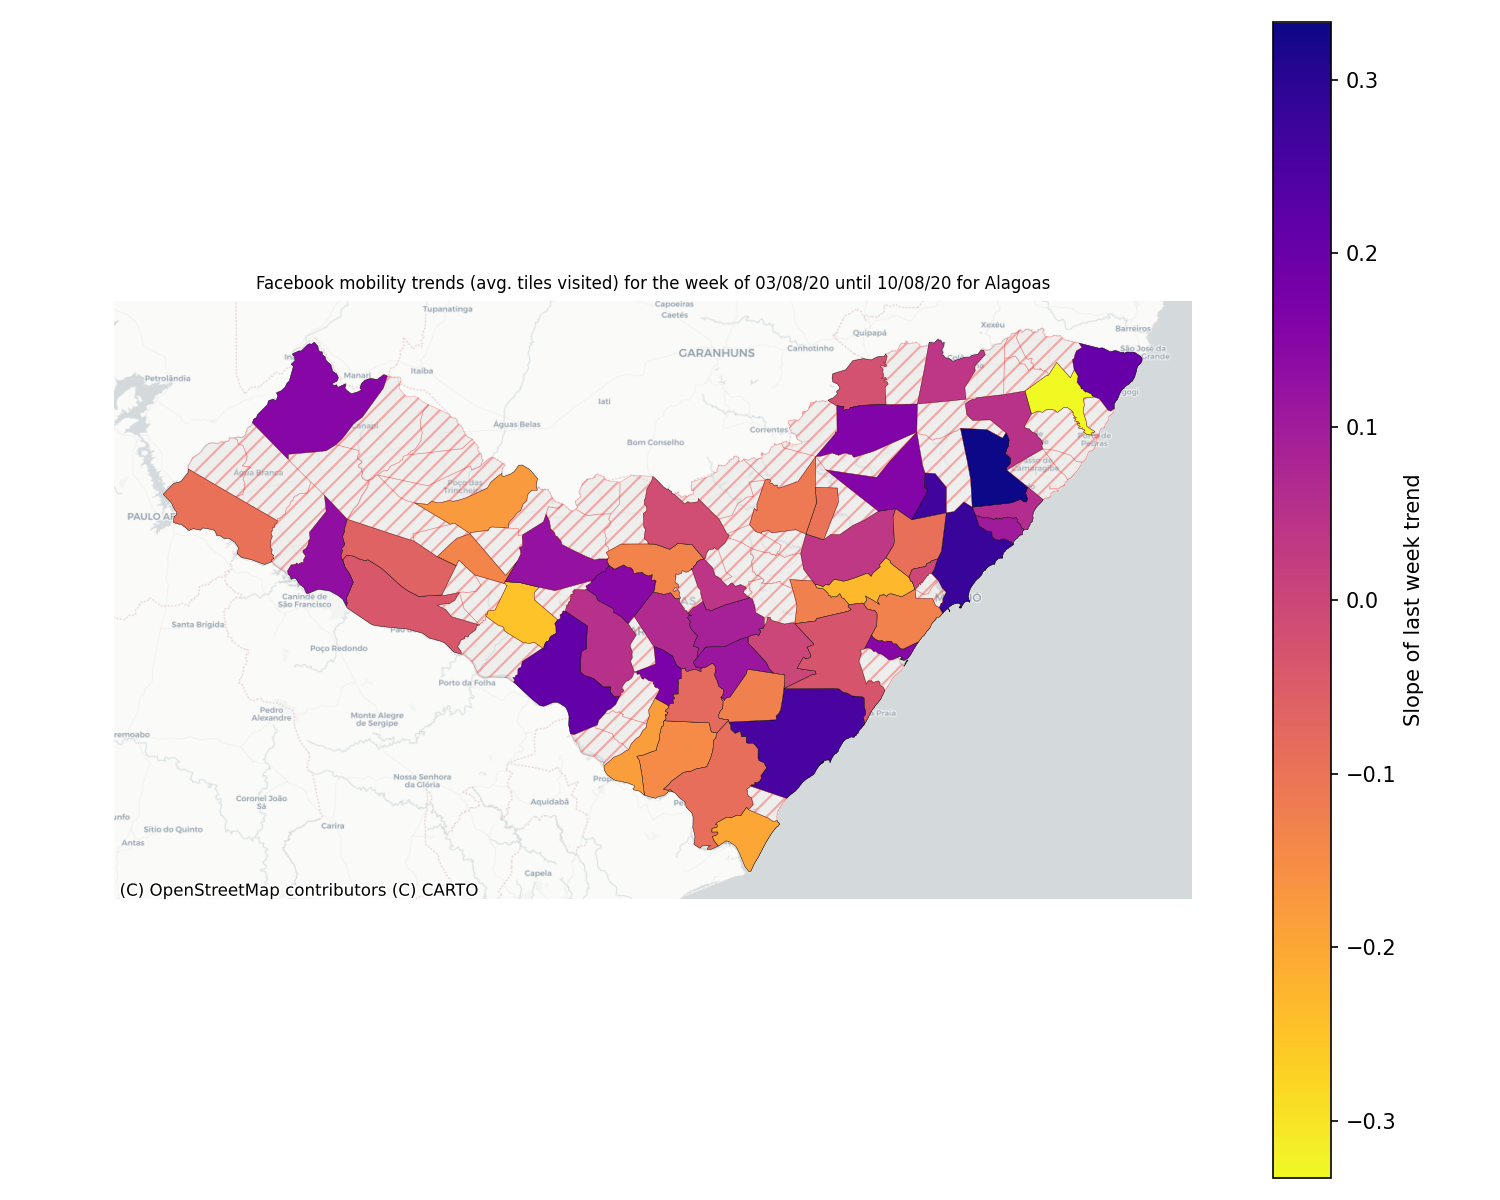 Facebook mobility trends (avg. tiles visited) for the week of 03/08/20 until 10/08/20 for Alagoas
Tupanatinga
Capoeiras
Caetés
Xexéu
Barreiros
Quipapá
GARANHUNS
Canhotinho
São José da
Grande
Petrolândia
Manari
Itaíba
Iati
Águas Belas
Correntes
Bom Conselho
Canapi
Água Branca
Poço das
Trincheiras
Porto de
Pedras
PAULO AF
Canindé de
São Francisco
Santa Brígida
Poço Redondo
Porto da Folha
Pedro
Alexandre
Monte Alegre
de Sergipe
Nossa Senhora
da Glória
Coronel João
Sá
Aquidabã
Carira
Sítio do Quinto
Antas
Capela
(C) OpenStreetMap contributors (C) CARTO
0.3
0.2
0.1
0.0
−0.1
−0.2
−0.3
Slope of last week trend